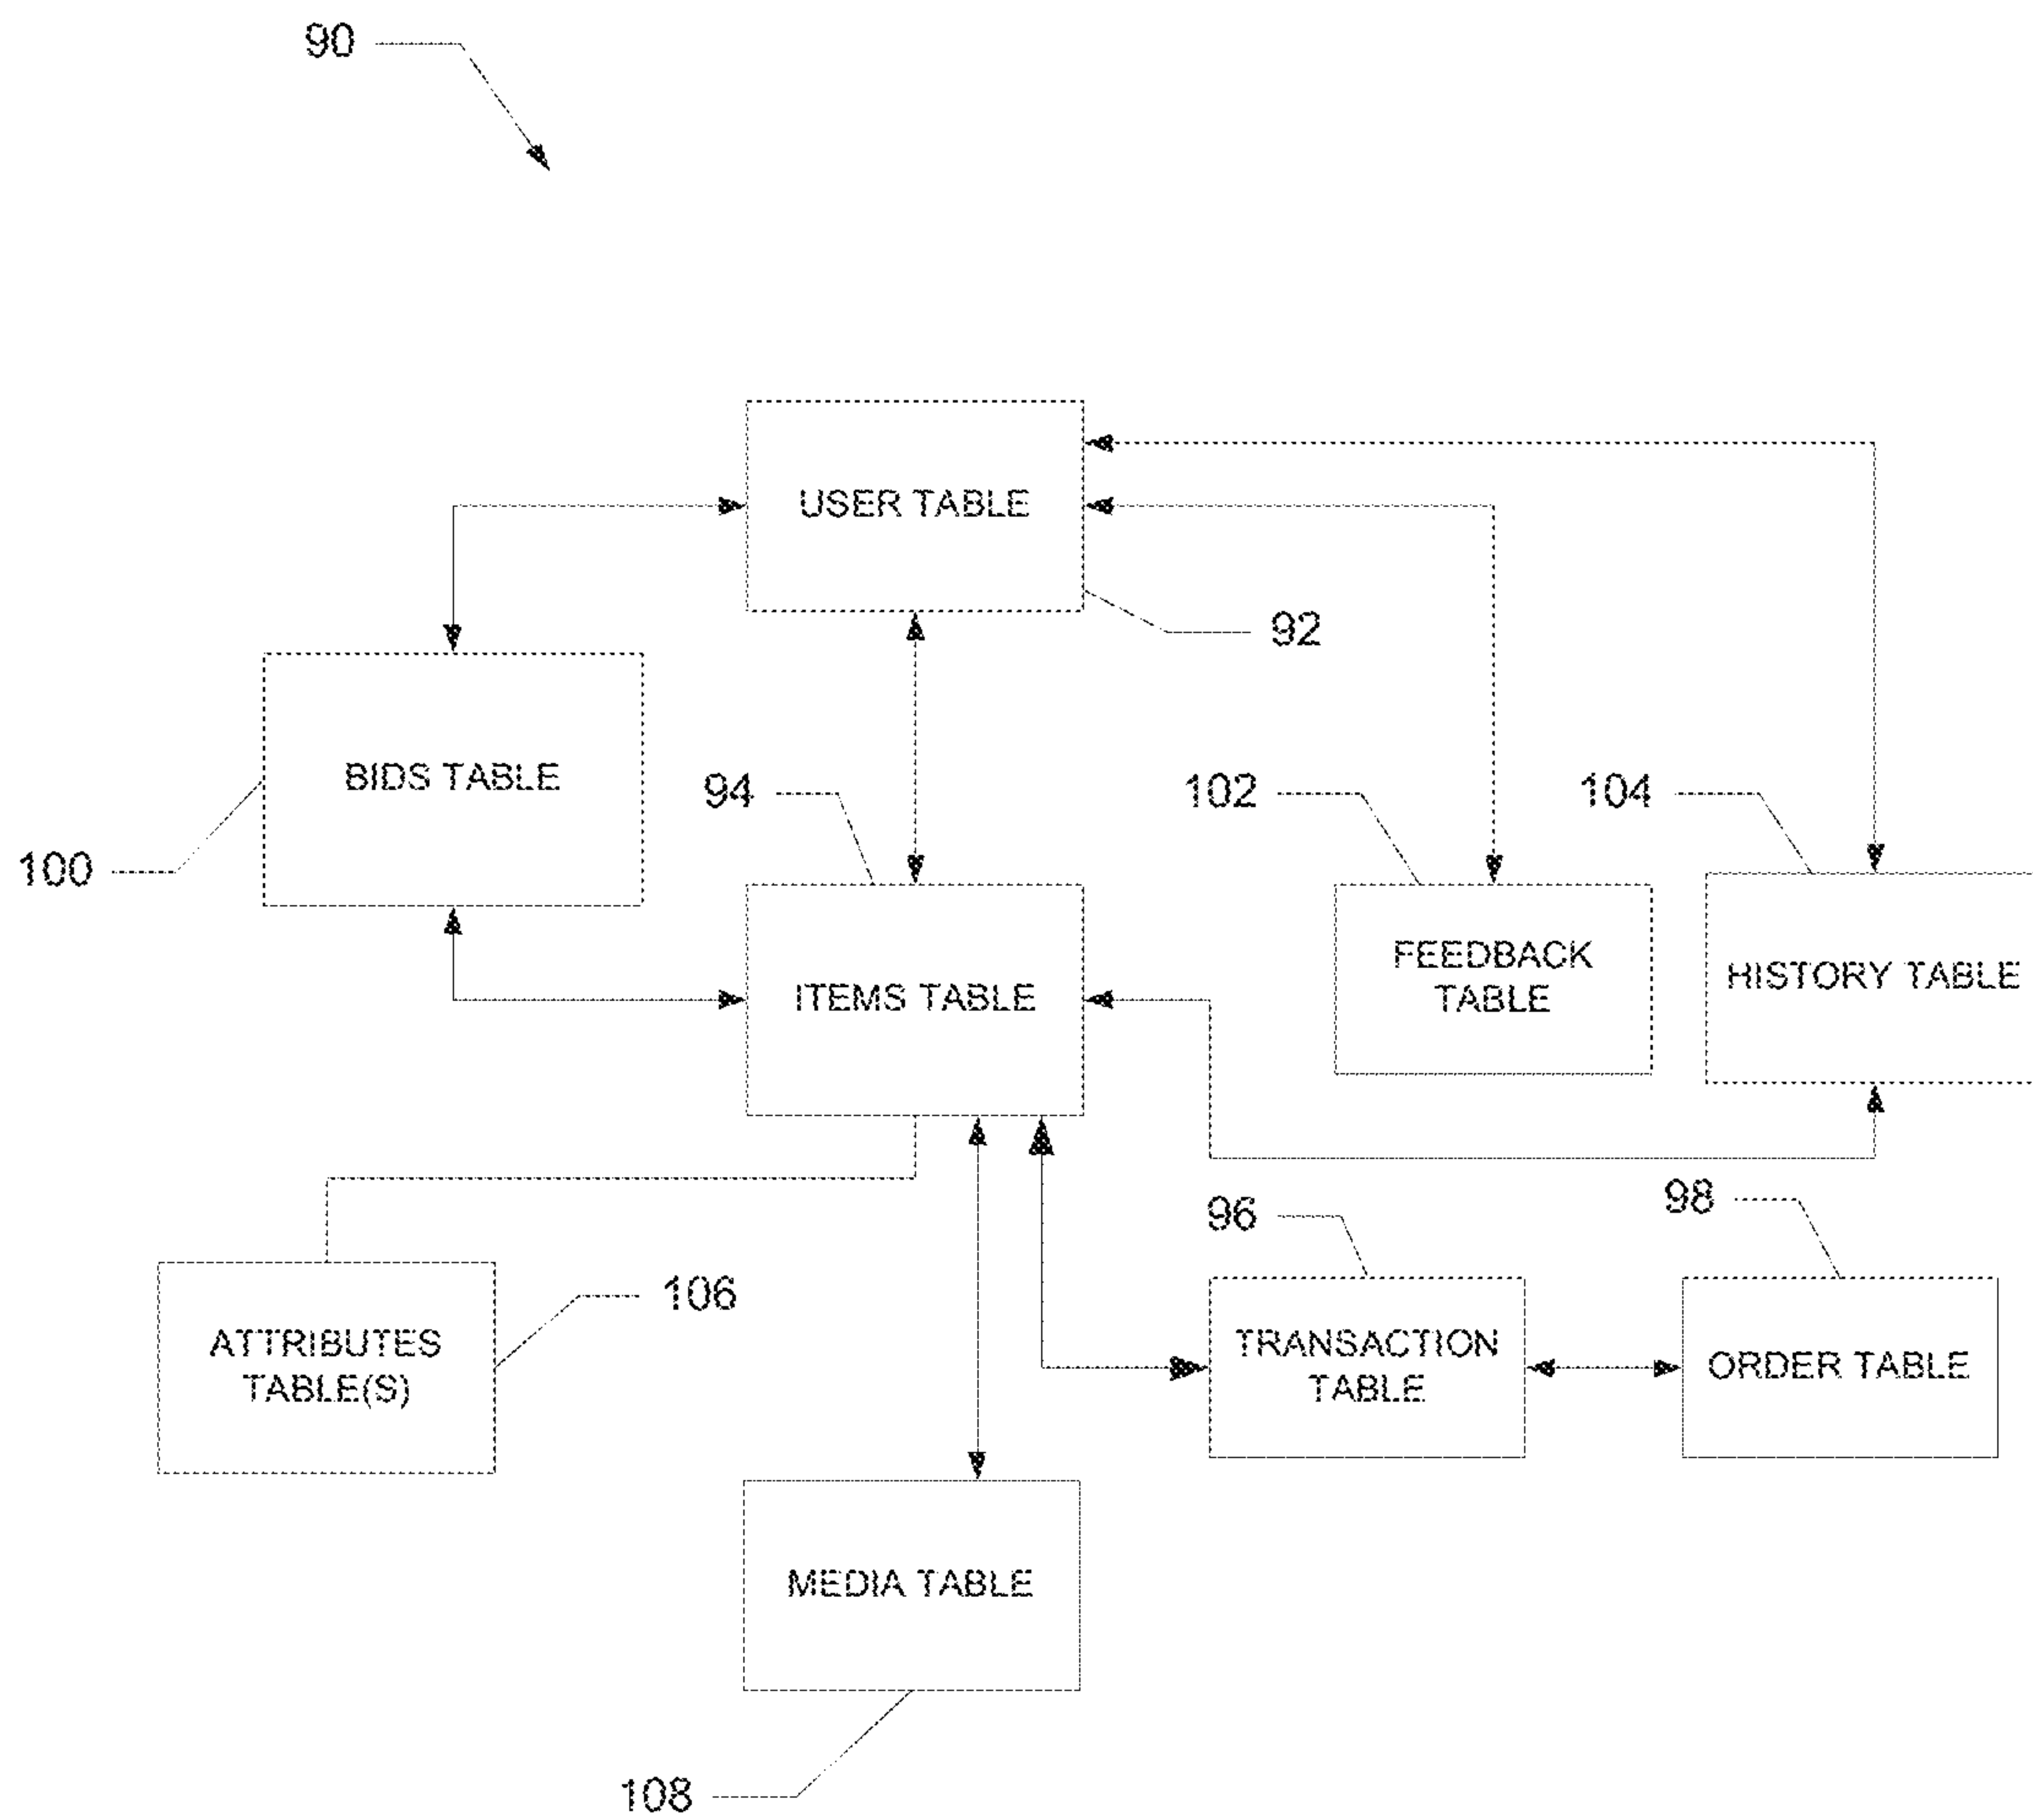 90
USER TABLE
92
BIDS TABLE
94
102
104
100
FEEDBACK
TABLE
HISTORY TABLE
ITEMS TABLE
96
98
106
ATTRIBUTES
TABLE(S)
TRANSACTION
TABLE
ORDER TABLE
MEDIA TABLE
108